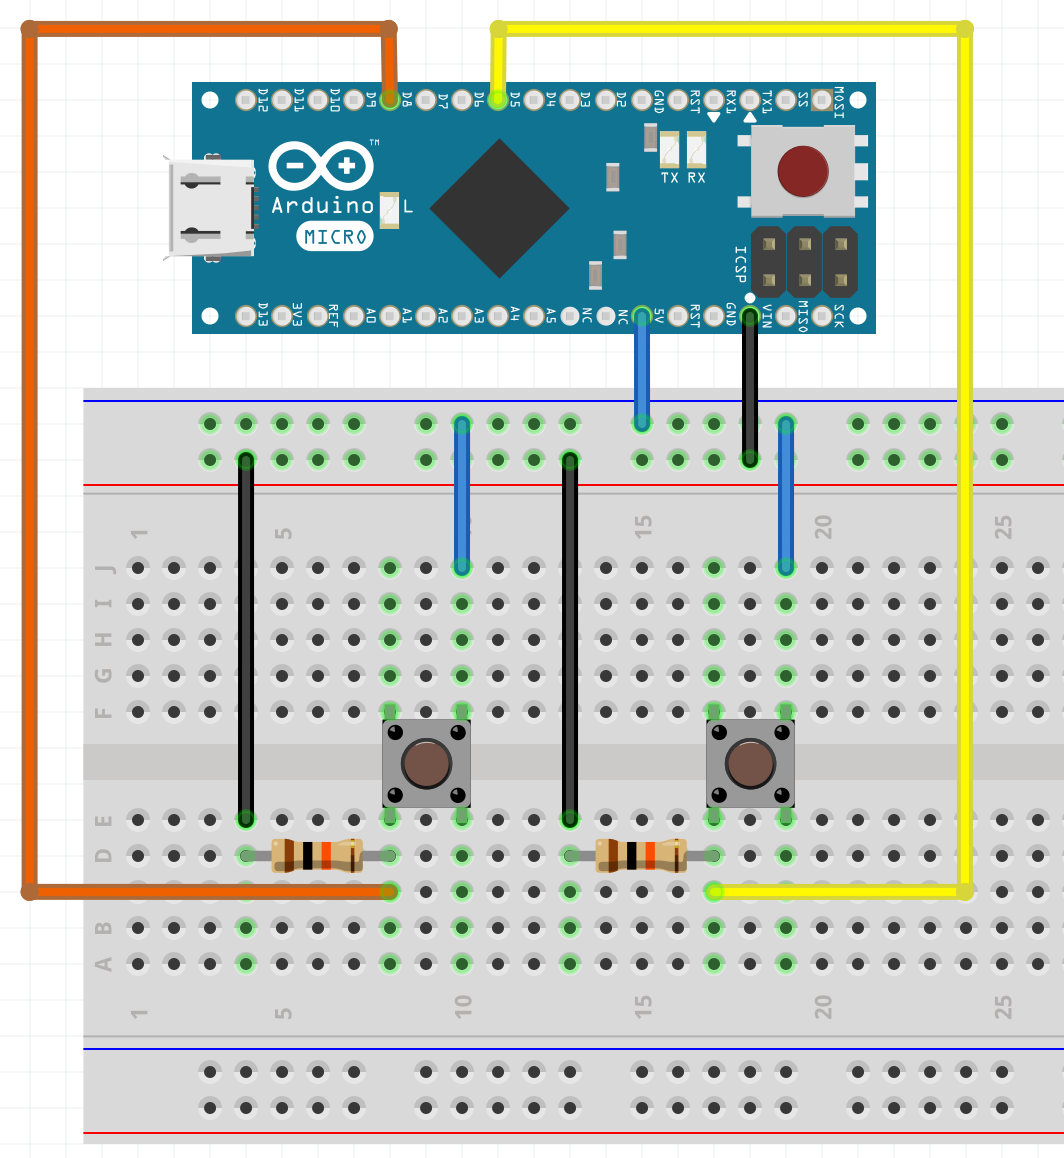 D12 D11 D10 D9 D8 D7 D6 D5 D4 D3 D2 GND RST RX1 TX1 SS MOSI
TM
TX RX
Arduino L
MICRO
ICSP
D13 3V3 REF A0 A1 A2 A3 A4 A5 NC NC 5V RST GND VIN MISO SCK
1 5 15 20 25
J
I
H
G
F
E
D
B
A
1 5 10 15 20 25